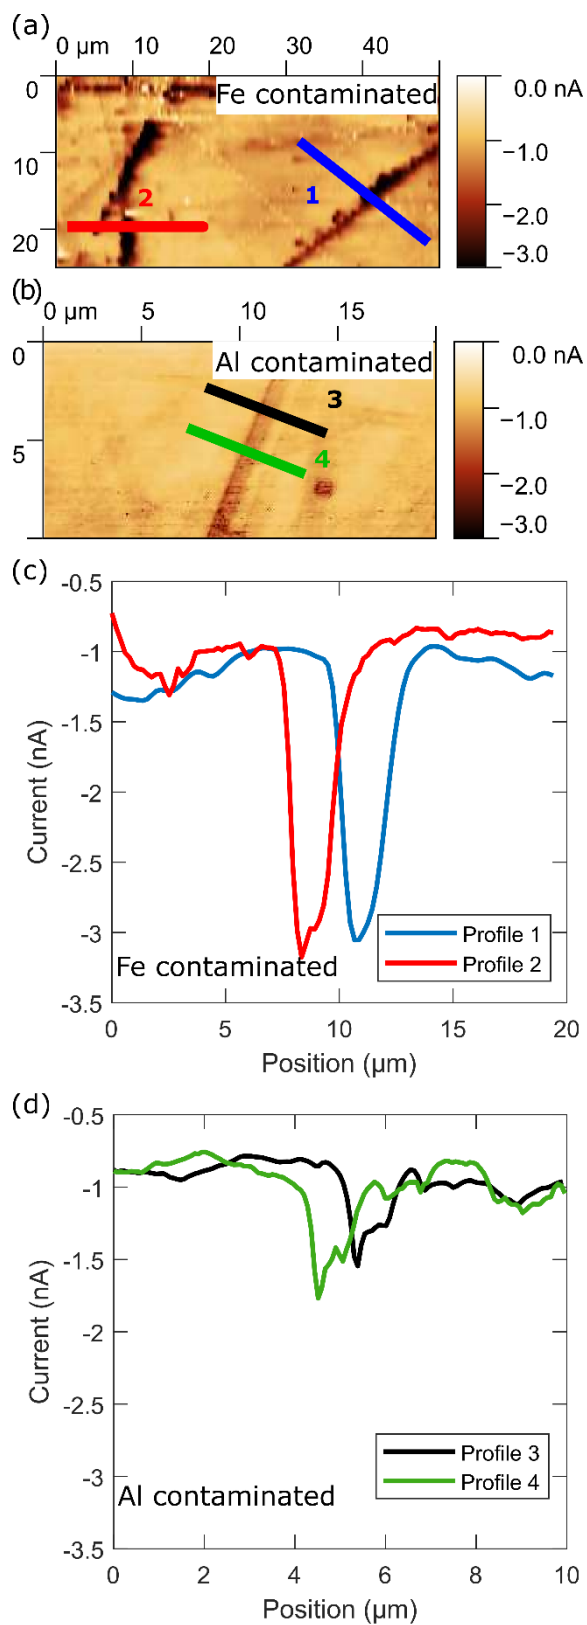 (a)
0 µm 10 20 30 40
0
10
20
Fe contaminated
1
2
0.0 nA
−1.0
−2.0
−3.0
(b)
0 µm 5 10 15
0
5
Al contaminated
3
4
0.0 nA
−1.0
−2.0
−3.0
(c)
-0.5
-1
-1.5
-2
-2.5
-3
-3.5
Current (nA)
Profile 1
Profile 2
Fe contaminated
0 5 10 15 20
Position (µm)
(d)
-0.5
-1
-1.5
-2
-2.5
-3
-3.5
Current (nA)
Profile 3
Profile 4
Al contaminated
0 2 4 6 8 10
Position (µm)